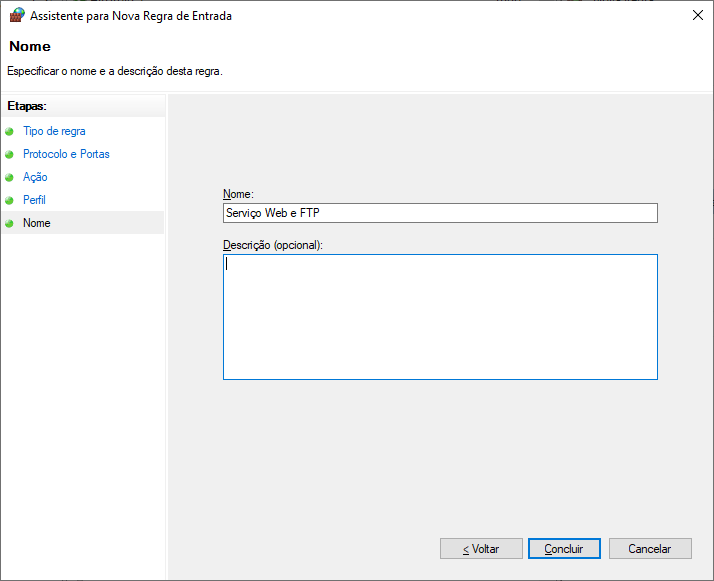 Assistente para Nova Regra de Entrada
Nome
Especificar o nome e a descrição desta regra.
Etapas:
Tipo de regra
Protocolo e Portas
Ação
Perfil
Nome
Nome:
Serviço Web e FTP
Descrição (opcional):
< Voltar
Concluir
Cancelar